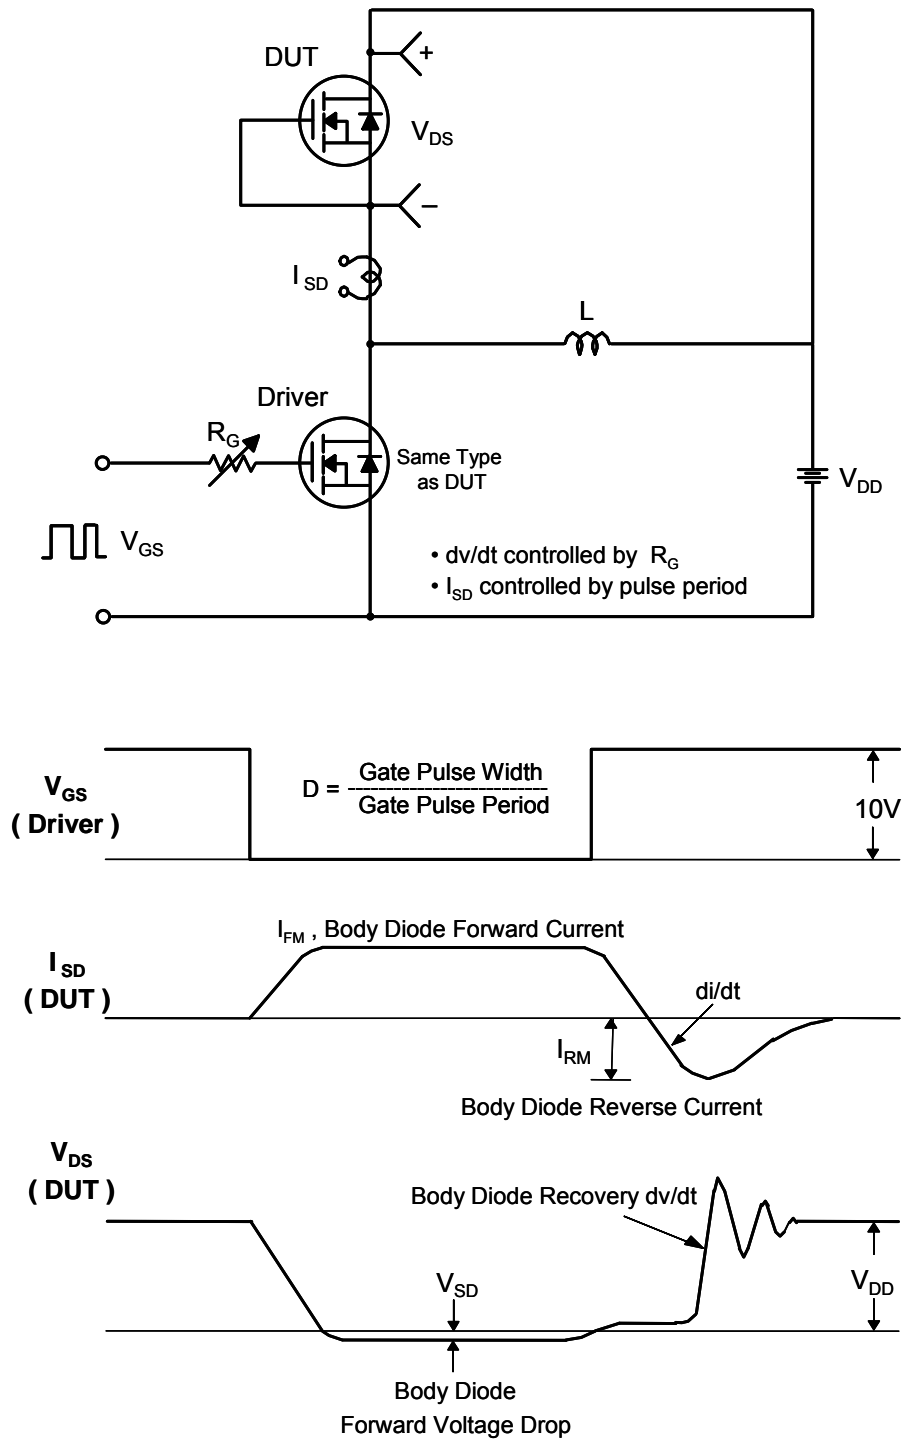 DUT
+
V_DS
−
I_SD
L
Driver
R_G
Same Type
as DUT
V_DD
V_GS
• dv/dt controlled by R_G
• I_SD controlled by pulse period
V_GS
( Driver )
D = Gate Pulse Width
Gate Pulse Period
10V
I_FM , Body Diode Forward Current
I_SD
( DUT )
di/dt
I_RM
Body Diode Reverse Current
V_DS
( DUT )
Body Diode Recovery dv/dt
V_SD
V_DD
Body Diode
Forward Voltage Drop